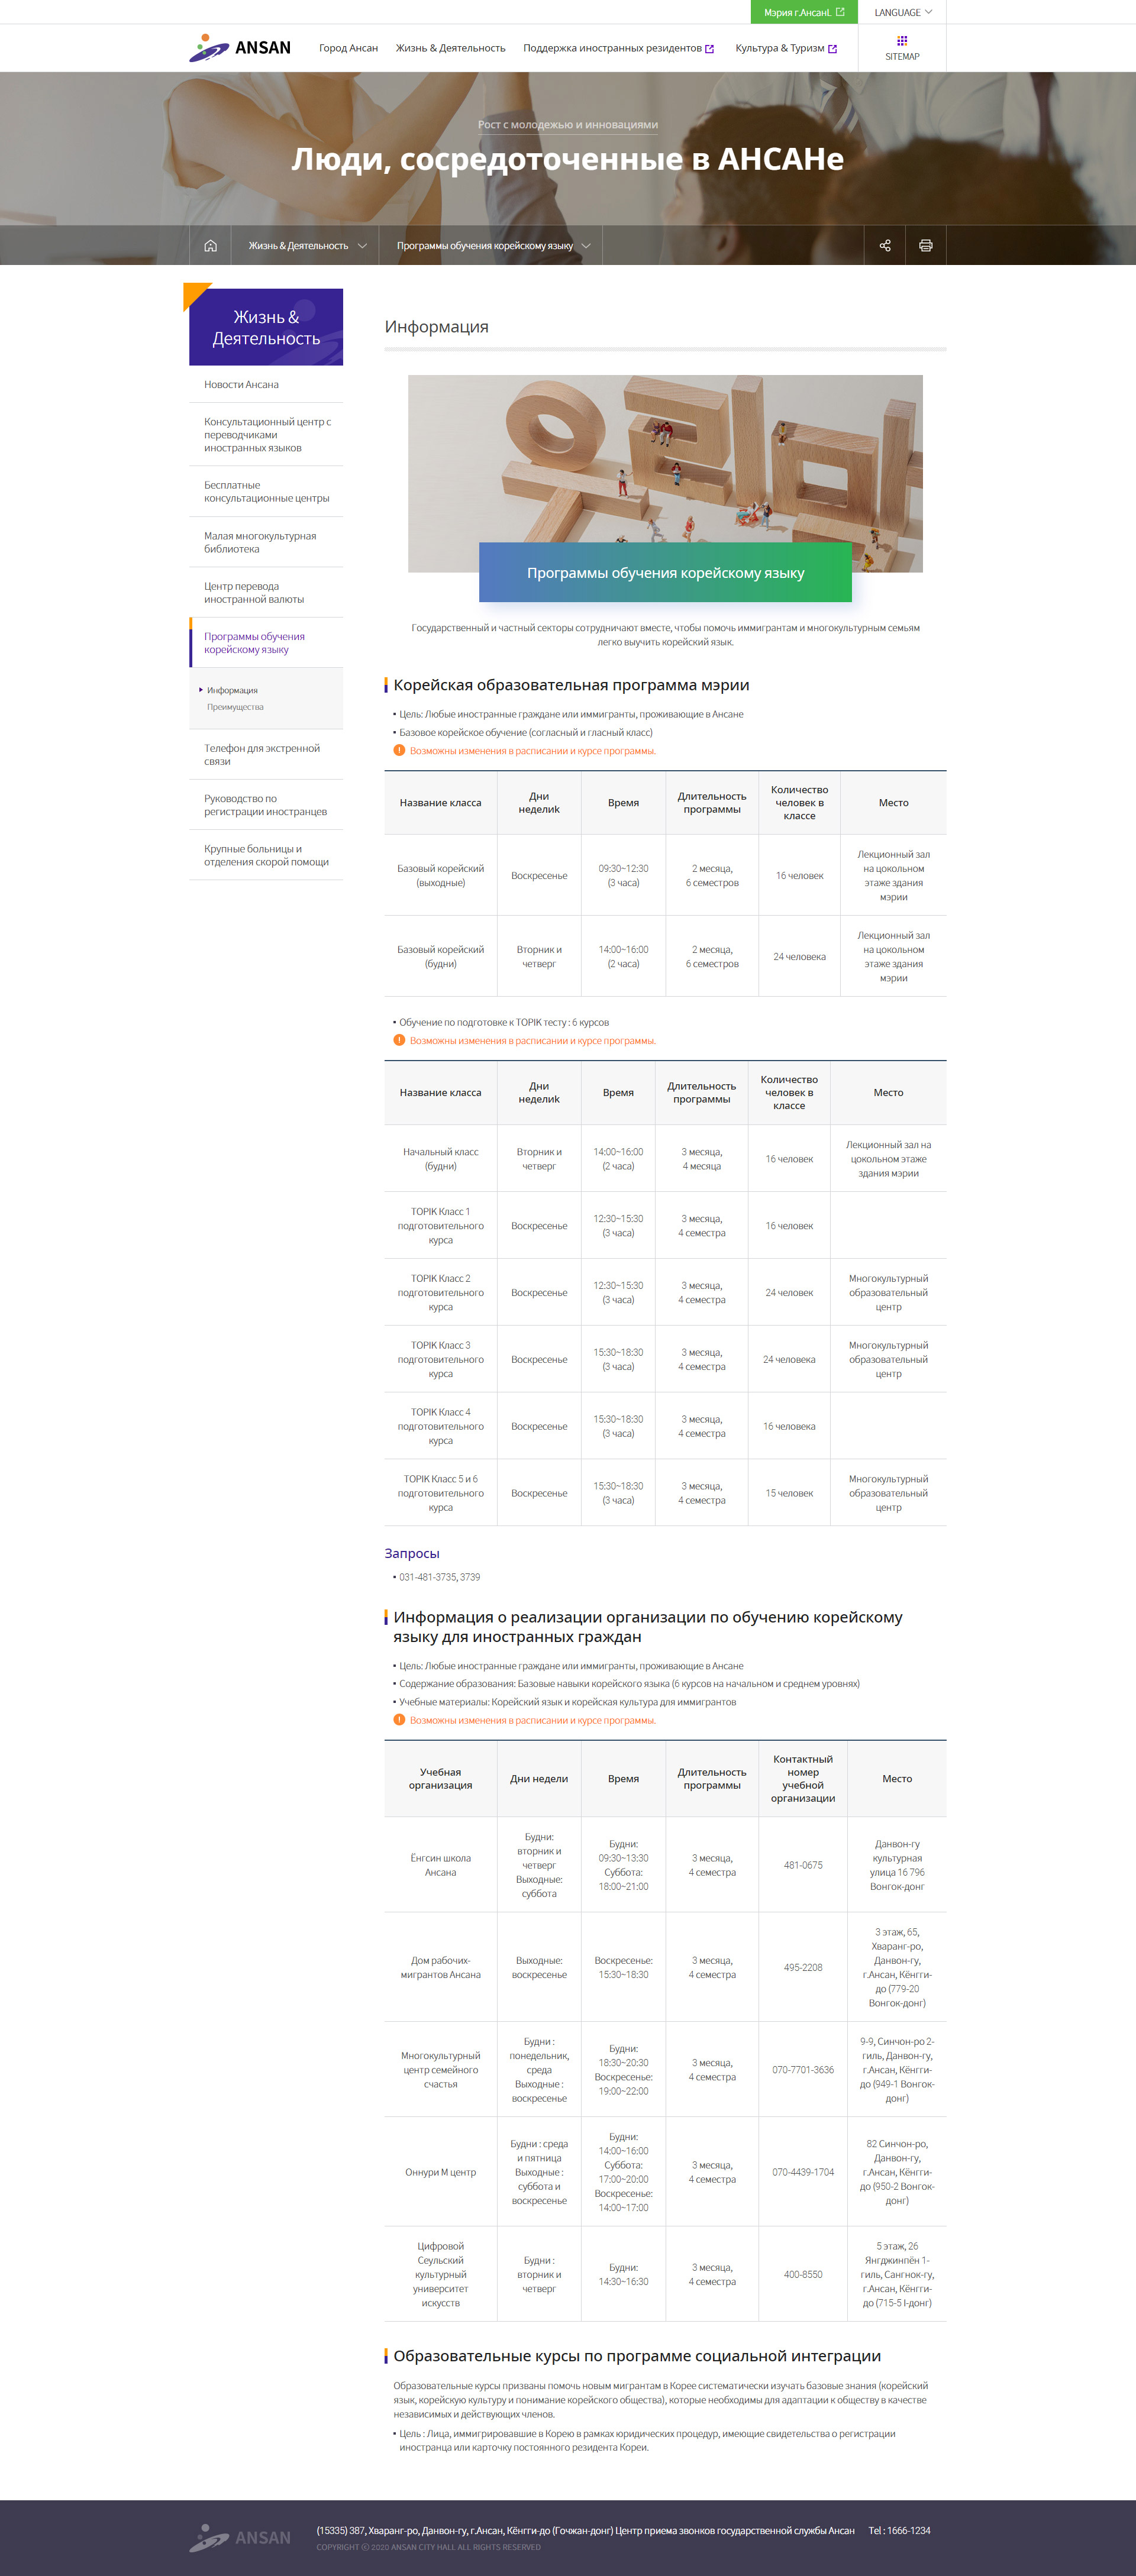 Мэрия г.АнсанL
LANGUAGE
ANSAN
Город Ансан
Жизнь & Деятельность
Поддержка иностранных резидентов
Культура & Туризм
SITEMAP
Рост с молодежью и инновациями
Люди, сосредоточенные в АНСАНе
Жизнь & Деятельность
Программы обучения корейскому языку
Жизнь &
Деятельность
Новости Ансана
Консультационный центр с
переводчиками
иностранных языков
Бесплатные
консультационные центры
Малая многокультурная
библиотека
Центр перевода
иностранной валюты
Программы обучения
корейскому языку
Информация
Преимущества
Телефон для экстренной
связи
Руководство по
регистрации иностранцев
Крупные больницы и
отделения скорой помощи
Информация
Программы обучения корейскому языку
Государственный и частный секторы сотрудничают вместе, чтобы помочь иммигрантам и многокультурным семьям
легко выучить корейский язык.
Корейская образовательная программа мэрии
Цель: Любые иностранные граждане или иммигранты, проживающие в Ансане
Базовое корейское обучение (согласный и гласный класс)
Возможны изменения в расписании и курсе программы.
Название класса
Дни
неделиk
Время
Длительность
программы
Количество
человек в
классе
Место
Базовый корейский
(выходные)
Воскресенье
09:30~12:30
(3 часа)
2 месяца,
6 семестров
16 человек
Лекционный зал
на цокольном
этаже здания
мэрии
Базовый корейский
(будни)
Вторник и
четверг
14:00~16:00
(2 часа)
2 месяца,
6 семестров
24 человека
Лекционный зал
на цокольном
этаже здания
мэрии
Обучение по подготовке к TOPIK тесту : 6 курсов
Возможны изменения в расписании и курсе программы.
Название класса
Дни
неделиk
Время
Длительность
программы
Количество
человек в
классе
Место
Начальный класс
(будни)
Вторник и
четверг
14:00~16:00
(2 часа)
3 месяца,
4 месяца
16 человек
Лекционный зал на
цокольном этаже
здания мэрии
TOPIK Класс 1
подготовительного
курса
Воскресенье
12:30~15:30
(3 часа)
3 месяца,
4 семестра
16 человек
TOPIK Класс 2
подготовительного
курса
Воскресенье
12:30~15:30
(3 часа)
3 месяца,
4 семестра
24 человек
Многокультурный
образовательный
центр
TOPIK Класс 3
подготовительного
курса
Воскресенье
15:30~18:30
(3 часа)
3 месяца,
4 семестра
24 человека
Многокультурный
образовательный
центр
TOPIK Класс 4
подготовительного
курса
Воскресенье
15:30~18:30
(3 часа)
3 месяца,
4 семестра
16 человека
TOPIK Класс 5 и 6
подготовительного
курса
Воскресенье
15:30~18:30
(3 часа)
3 месяца,
4 семестра
15 человек
Многокультурный
образовательный
центр
Запросы
031-481-3735, 3739
Информация о реализации организации по обучению корейскому
языку для иностранных граждан
Цель: Любые иностранные граждане или иммигранты, проживающие в Ансане
Содержание образования: Базовые навыки корейского языка (6 курсов на начальном и среднем уровнях)
Учебные материалы: Корейский язык и корейская культура для иммигрантов
Возможны изменения в расписании и курсе программы.
Учебная
организация
Дни недели
Время
Длительность
программы
Контактный
номер
учебной
организации
Место
Ёнгсин школа
Ансана
Будни:
вторник и
четверг
Выходные:
суббота
Будни:
09:30~13:30
Суббота:
18:00~21:00
3 месяца,
4 семестра
481-0675
Данвон-гу
культурная
улица 16 796
Вонгок-донг
Дом рабочих-
мигрантов Ансана
Выходные:
воскресенье
Воскресенье:
15:30~18:30
3 месяца,
4 семестра
495-2208
3 этаж, 65,
Хваранг-ро,
Данвон-гу,
г.Ансан, Кёнгги-
до (779-20
Вонгок-донг)
Многокультурный
центр семейного
счастья
Будни :
понедельник,
среда
Выходные :
воскресенье
Будни:
18:30~20:30
Воскресенье:
19:00~22:00
3 месяца,
4 семестра
070-7701-3636
9-9, Синчон-ро 2-
гиль, Данвон-гу,
г.Ансан, Кёнгги-
до (949-1 Вонгок-
донг)
Оннури М центр
Будни : среда
и пятница
Выходные :
суббота и
воскресенье
Будни:
14:00~16:00
Суббота:
17:00~20:00
Воскресенье:
14:00~17:00
3 месяца,
4 семестра
070-4439-1704
82 Синчон-ро,
Данвон-гу,
г.Ансан, Кёнгги-
до (950-2 Вонгок-
донг)
Цифровой
Сеульский
культурный
университет
искусств
Будни :
вторник и
четверг
Будни:
14:30~16:30
3 месяца,
4 семестра
400-8550
5 этаж, 26
Янгджингпён 1-
гиль, Сангнок-гу,
г.Ансан, Кёнгги-
до (715-5 I-донг)
Образовательные курсы по программе социальной интеграции
Образовательные курсы призваны помочь новым мигрантам в Корее систематически изучать базовые знания (корейский
язык, корейскую культуру и понимание корейского общества), которые необходимы для адаптации к обществу в качестве
независимых и действующих членов.
Цель : Лица, иммигрировавшие в Корею в рамках юридических процедур, имеющие свидетельства о регистрации
иностранца или карточку постоянного резидента Кореи.
ANSAN
(15335) 387, Хваранг-ро, Данвон-гу, г.Ансан, Кёнгги-до (Гочжан-донг) Центр приема звонков государственной службы Ансан Tel : 1666-1234
COPYRIGHT ⓒ 2020 ANSAN CITY HALL ALL RIGHTS RESERVED